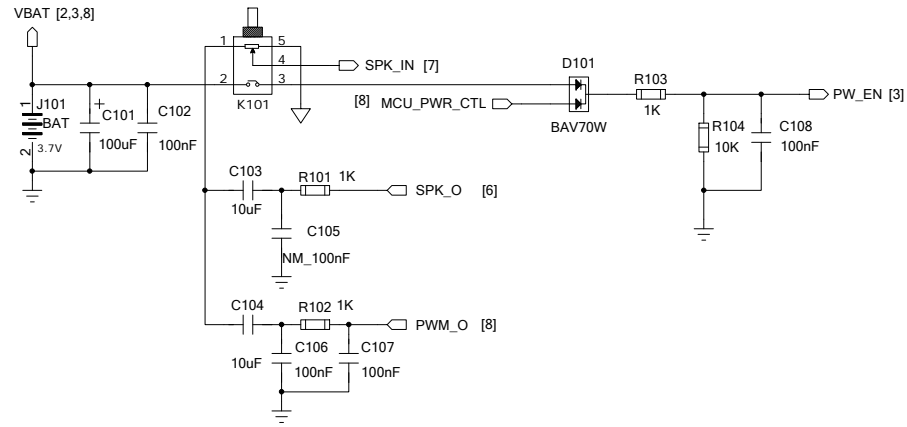 VBAT [2,3,8]
1
5
4
SPK_IN [7]
2
3
K101
D101
[8] MCU_PWR_CTL
BAV70W
R103
1K
PW_EN [3]
R104
10K
C108
100nF
1
J101
BAT
3.7V
2
+
C101
100uF
C102
100nF
C103
10uF
R101 1K
SPK_O [6]
C105
NM_100nF
C104
10uF
R102 1K
PWM_O [8]
C106
100nF
C107
100nF